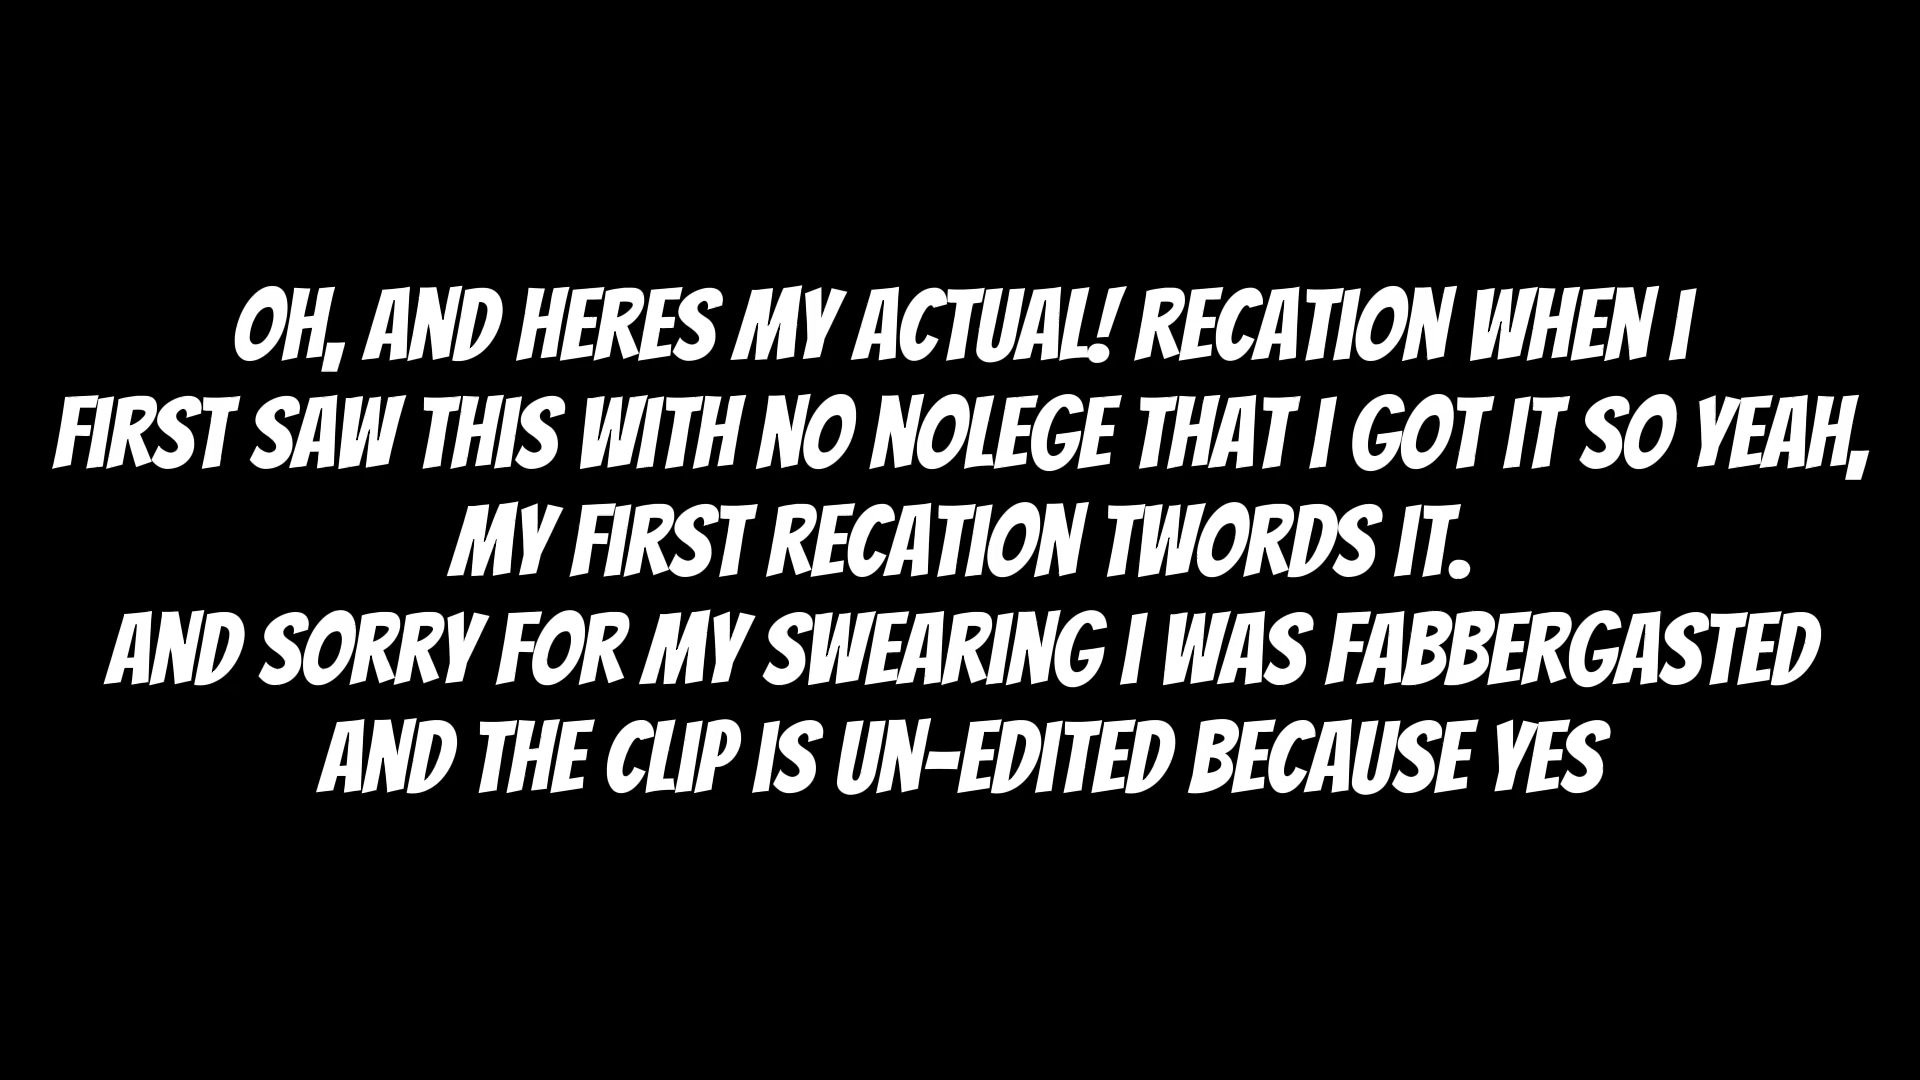 OH, AND HERES MY ACTUAL! RECATION WHEN I
FIRST SAW THIS WITH NO NOLEGE THAT I GOT IT SO YEAH,
MY FIRST RECATION TWORDS IT.
AND SORRY FOR MY SWEARING I WAS FABBERGASTED
AND THE CLIP IS UN-EDITED BECAUSE YES